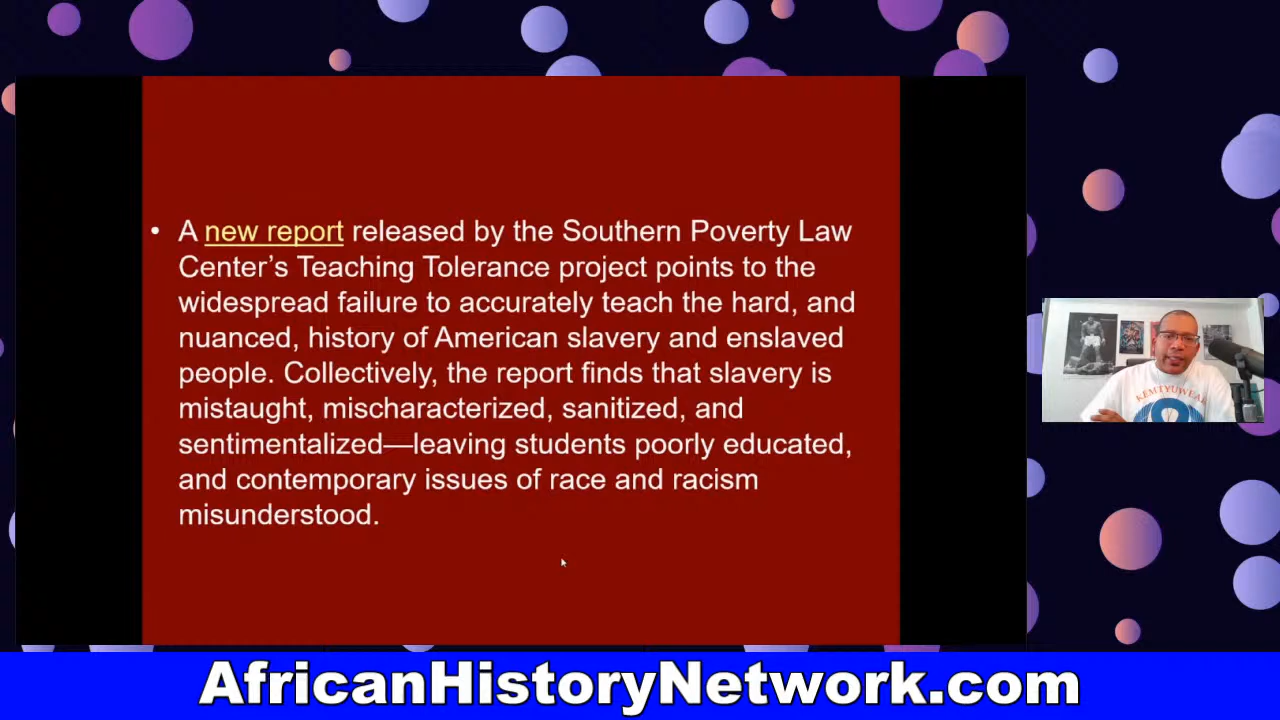 • A new report released by the Southern Poverty Law
Center’s Teaching Tolerance project points to the
widespread failure to accurately teach the hard, and
nuanced, history of American slavery and enslaved
people. Collectively, the report finds that slavery is
mistaught, mischaracterized, sanitized, and
sentimentalized—leaving students poorly educated,
and contemporary issues of race and racism
misunderstood.
KEMTYUWEAR
AfricanHistoryNetwork.com